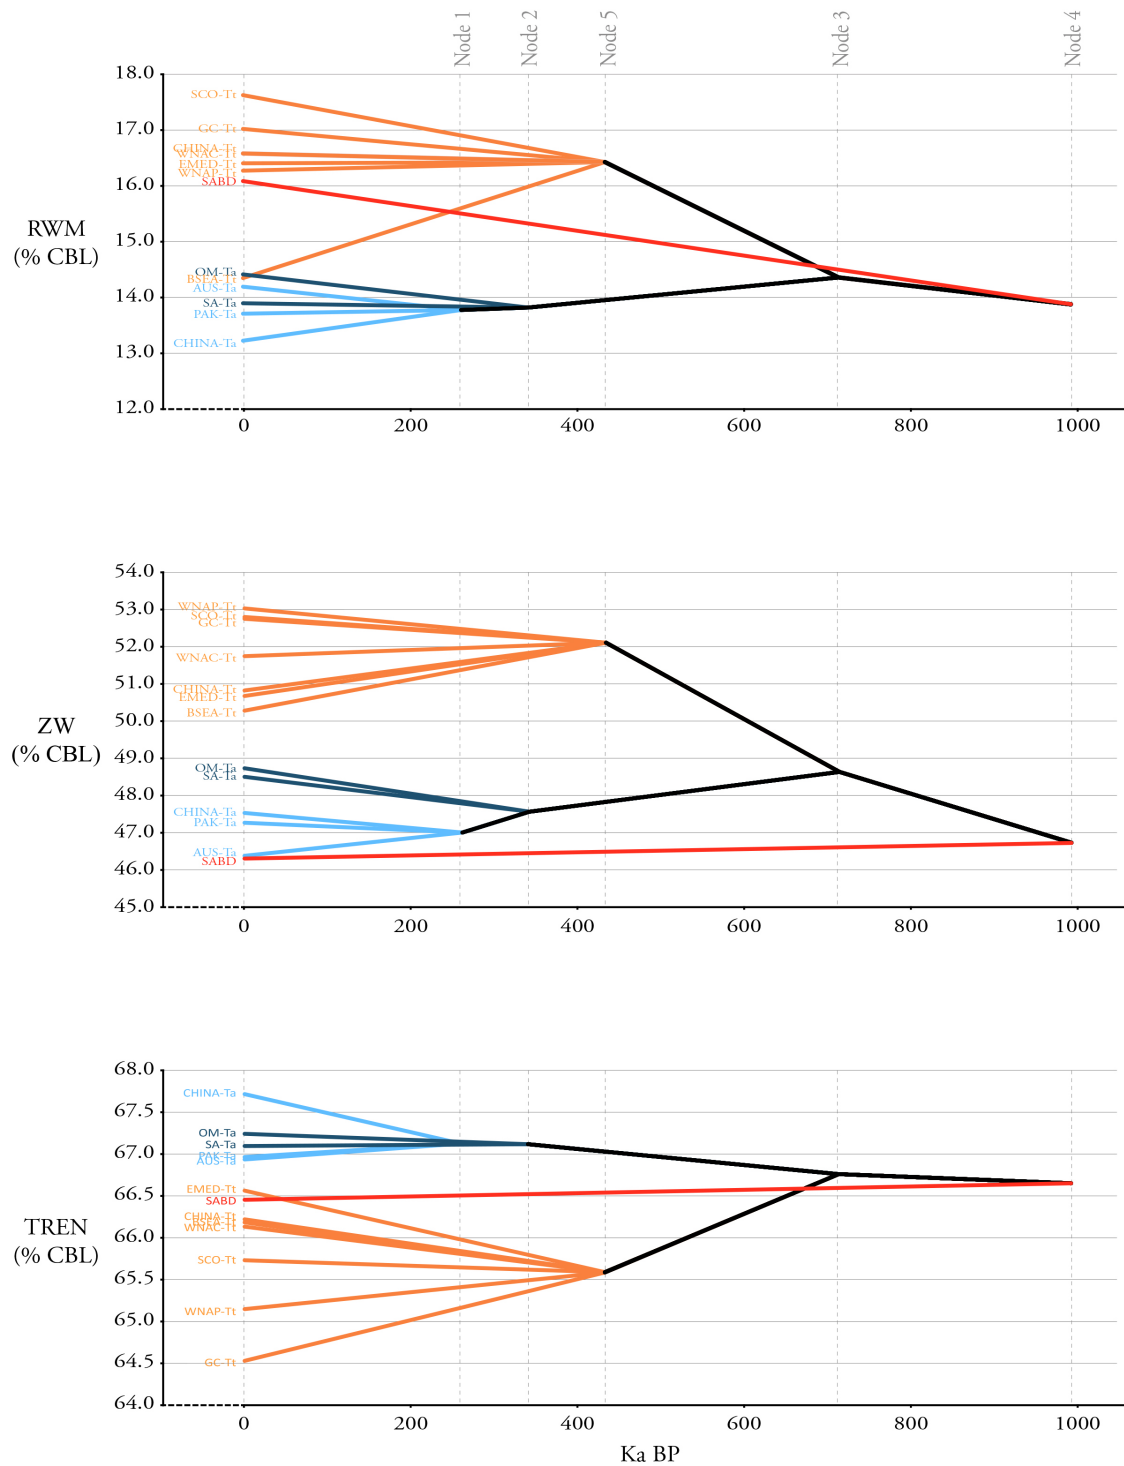 Node 1
Node 2
Node 5
Node 3
Node 4
18.0
SCO-Tt
17.0
GC-Tt
CHINA-Tt
WNAC-Tt
EMED-Tt
WNAP-Tt
SABD
16.0
RWM
(% CBL)
15.0
OM-Ta
BSEA-Tt
AUS-Ta
14.0
SA-Ta
PAK-Ta
CHINA-Ta
13.0
12.0
0 200 400 600 800 1000
54.0
53.0
WNAP-Tt
SCO-Tt
GC-Tt
52.0
WNAC-Tt
51.0
CHINA-Tt
EMED-Tt
BSEA-Tt
50.0
ZW
(% CBL)
49.0
OM-Ta
SA-Ta
48.0
CHINA-Ta
PAK-Ta
47.0
AUS-Ta
SABD
46.0
45.0
0 200 400 600 800 1000
68.0
CHINA-Ta
67.5
OM-Ta
SA-Ta
67.0
PAK-Ta
AUS-Ta
EMED-Tt
66.5
SABD
CHINA-Tt
BSEA-Tt
WNAC-Tt
66.0
TREN
(% CBL)
SCO-Tt
65.5
WNAP-Tt
65.0
64.5
GC-Tt
64.0
0 200 400 600 800 1000
Ka BP